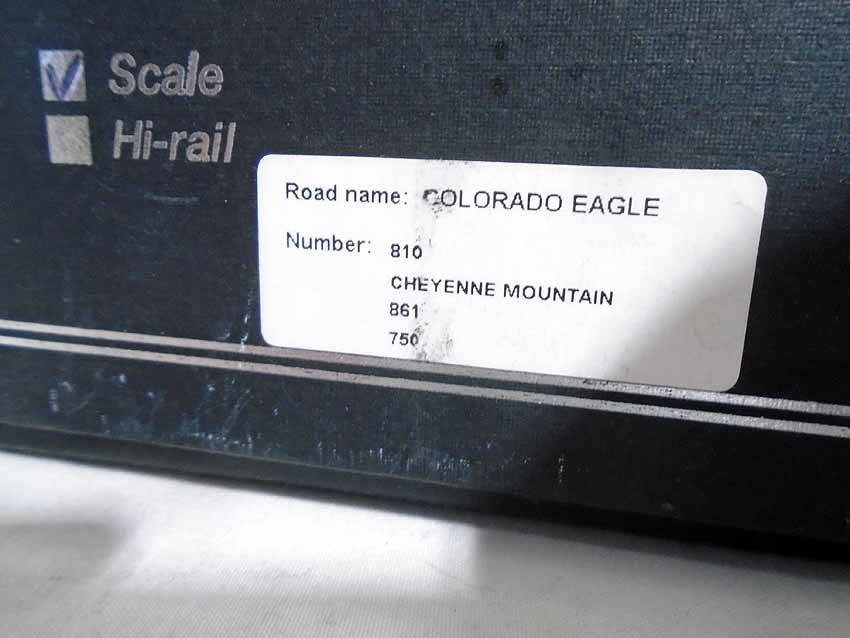 Scale
Hi-rail
Road name: COLORADO EAGLE
Number: 810
CHEYENNE MOUNTAIN
861
750